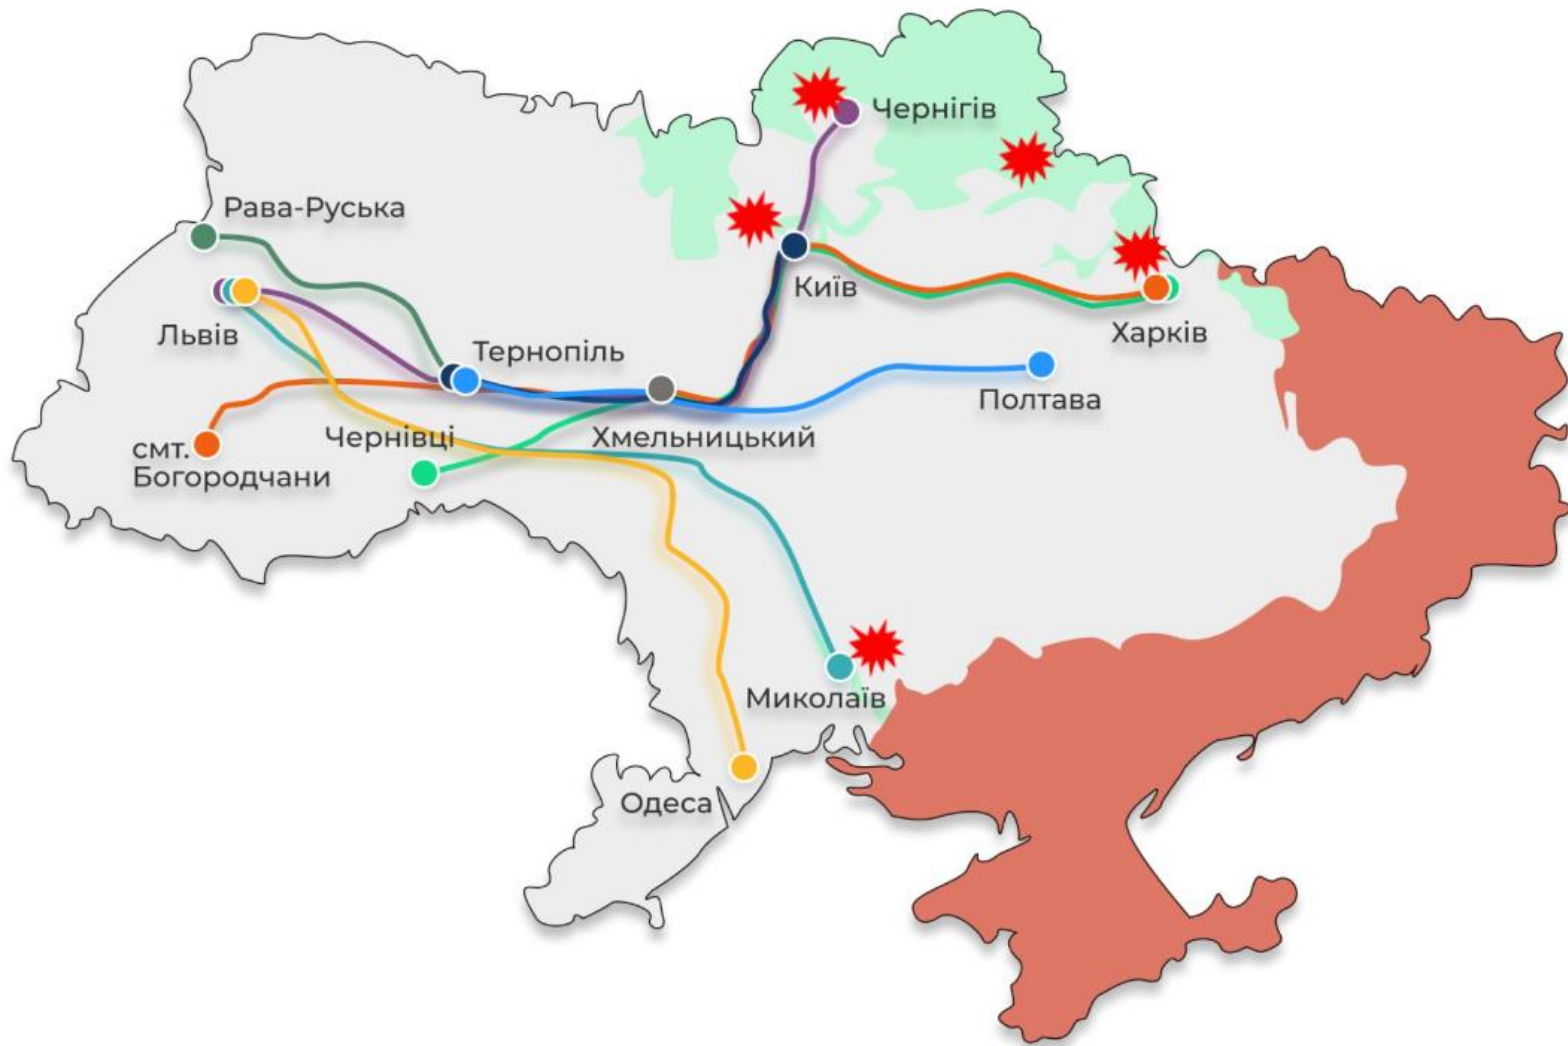 Чернігів
Рава-Руська
Київ
Львів
Тернопіль
Харків
Полтава
Чернівці
Хмельницький
смт.
Богородчани
Миколаїв
Одеса